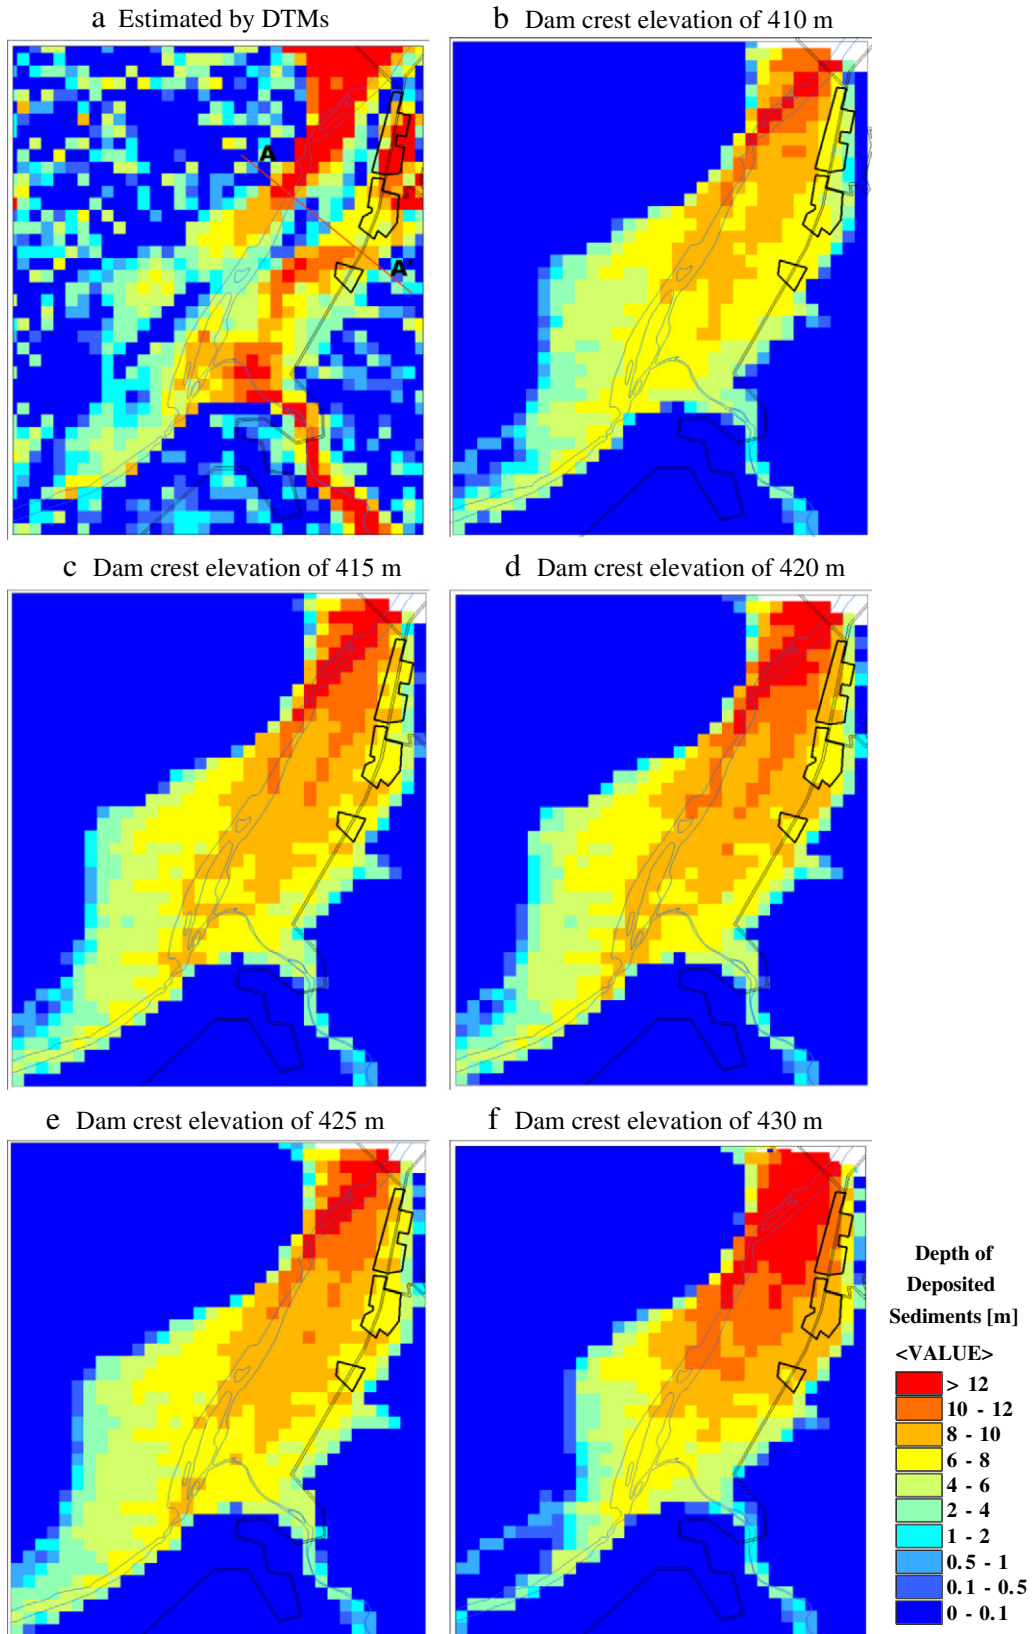 a Estimated by DTMs
b Dam crest elevation of 410 m
A
A'
c Dam crest elevation of 415 m
d Dam crest elevation of 420 m
e Dam crest elevation of 425 m
f Dam crest elevation of 430 m
Depth of
Deposited
Sediments [m]
<VALUE>
> 12
10 - 12
8 - 10
6 - 8
4 - 6
2 - 4
1 - 2
0.5 - 1
0.1 - 0.5
0 - 0.1